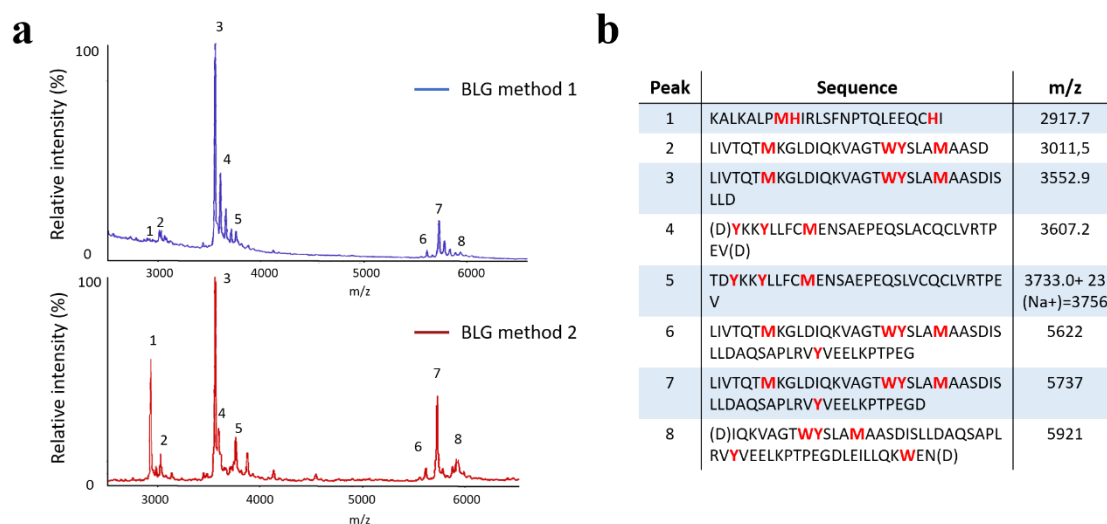 a
Relative intensity (%)
100
0
1
2
3
4
5
6
7
8
BLG method 1
3000
4000
5000
6000
m/z
Relative intensity (%)
100
0
1
2
3
4
5
6
7
8
BLG method 2
3000
4000
5000
6000
m/z
b
Peak Sequence m/z
1 KALKALPMHIRLSFNPTQLEEQCHI 2917.7
2 LIVTQTMKGLDIQKVAGTWYSLAMAASD 3011,5
3 LIVTQTMKGLDIQKVAGTWYSLAMAASDIS 3552.9
LLD
4 (D)YKKYLLFCMENSAEPEQSLACQCLVRTP 3607.2
EV(D)
5 TDYKKYLLFCMENSAEPEQSLVCQCLVRTPE 3733.0+ 23
V (Na+)=3756
6 LIVTQTMKGLDIQKVAGTWYSLAMAASDIS 5622
LLDAQSAPLRVYVEELKPTPEG
7 LIVTQTMKGLDIQKVAGTWYSLAMAASDIS 5737
LLDAQSAPLRVYVEELKPTPEGD
8 (D)IQKVAGTWYSLAMAASDISLLDAQSAPL 5921
RVYVEELKPTPEGDLEILLQKWEN(D)